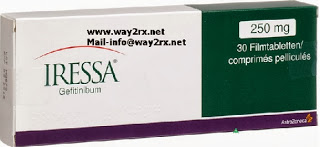 www.way2rx.net
Mail-info@way2rx.net
250 mg
30 Filmtabletten/
comprimés pelliculés
IRESSA®
Gefitinibum
AstraZeneca